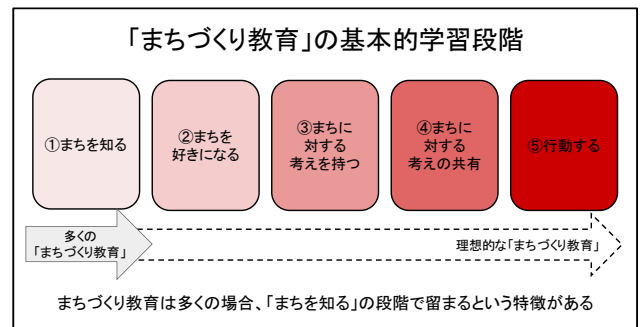 「まちづくり教育」の基本的学習段階
①まちを知る
②まちを
好きになる
③まちに
対する
考えを持つ
④まちに
対する
考えの共有
⑤行動する
多くの
「まちづくり教育」
理想的な「まちづくり教育」
まちづくり教育は多くの場合、「まちを知る」の段階で留まるという特徴がある